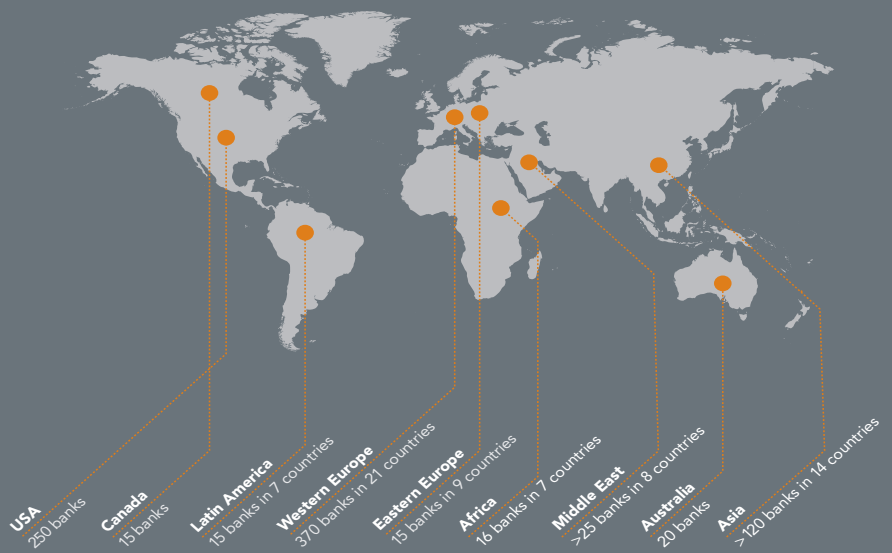 USA
250 banks
Canada
15 banks
Latin America
15 banks in 7 countries
Western Europe
370 banks in 21 countries
Eastern Europe
15 banks in 9 countries
Africa
16 banks in 7 countries
Middle East
>25 banks in 8 countries
Australia
20 banks
Asia
>120 banks in 14 countries